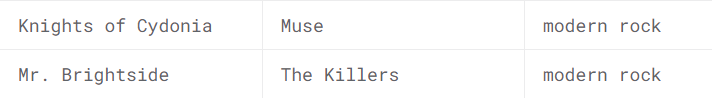 Knights of Cydonia Muse modern rock
Mr. Brightside The Killers modern rock